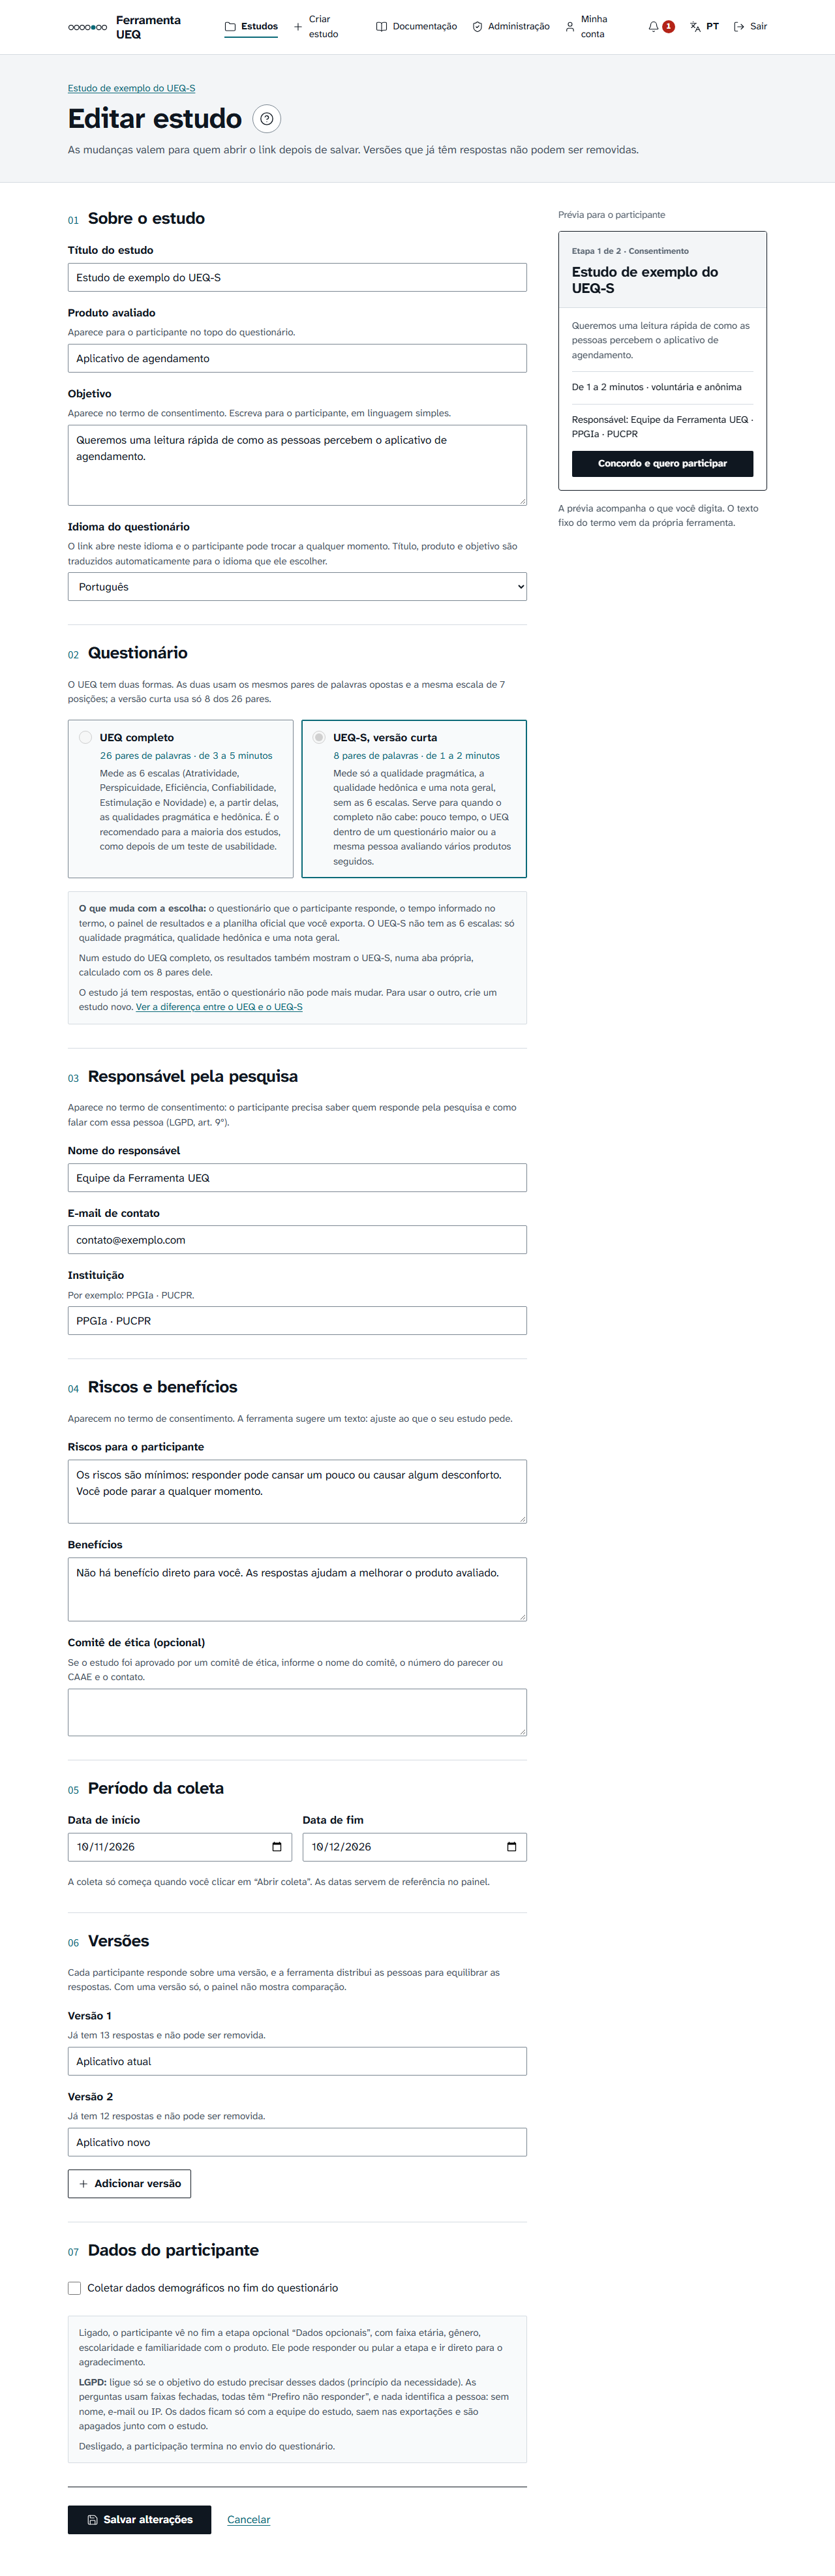 Ferramenta
UEQ
Estudos
Criar
estudo
Documentação
Administração
Minha
conta
1
PT
Sair
Estudo de exemplo do UEQ-S
Editar estudo
As mudanças valem para quem abrir o link depois de salvar. Versões que já têm respostas não podem ser removidas.
01 Sobre o estudo
Título do estudo
Estudo de exemplo do UEQ-S
Produto avaliado
Aparece para o participante no topo do questionário.
Aplicativo de agendamento
Objetivo
Aparece no termo de consentimento. Escreva para o participante, em linguagem simples.
Queremos uma leitura rápida de como as pessoas percebem o aplicativo de
agendamento.
Idioma do questionário
O link abre neste idioma e o participante pode trocar a qualquer momento. Título, produto e objetivo são
traduzidos automaticamente para o idioma que ele escolher.
Português
Prévia para o participante
Etapa 1 de 2 · Consentimento
Estudo de exemplo do
UEQ-S
Queremos uma leitura rápida de como as
pessoas percebem o aplicativo de
agendamento.
De 1 a 2 minutos · voluntária e anônima
Responsável: Equipe da Ferramenta UEQ ·
PPGIa · PUCPR
Concordo e quero participar
A prévia acompanha o que você digita. O texto
fixo do termo vem da própria ferramenta.
02 Questionário
O UEQ tem duas formas. As duas usam os mesmos pares de palavras opostas e a mesma escala de 7
posições; a versão curta usa só 8 dos 26 pares.
UEQ completo
26 pares de palavras · de 3 a 5 minutos
Mede as 6 escalas (Atratividade,
Perspicuidade, Eficiência, Confiabilidade,
Estimulação e Novidade) e, a partir delas,
as qualidades pragmática e hedônica. É o
recomendado para a maioria dos estudos,
como depois de um teste de usabilidade.
UEQ-S, versão curta
8 pares de palavras · de 1 a 2 minutos
Mede só a qualidade pragmática, a
qualidade hedônica e uma nota geral,
sem as 6 escalas. Serve para quando o
completo não cabe: pouco tempo, o UEQ
dentro de um questionário maior ou a
mesma pessoa avaliando vários produtos
seguidos.
O que muda com a escolha: o questionário que o participante responde, o tempo informado no
termo, o painel de resultados e a planilha oficial que você exporta. O UEQ-S não tem as 6 escalas: só
qualidade pragmática, qualidade hedônica e uma nota geral.
Num estudo do UEQ completo, os resultados também mostram o UEQ-S, numa aba própria,
calculado com os 8 pares dele.
O estudo já tem respostas, então o questionário não pode mais mudar. Para usar o outro, crie um
estudo novo. Ver a diferença entre o UEQ e o UEQ-S
03 Responsável pela pesquisa
Aparece no termo de consentimento: o participante precisa saber quem responde pela pesquisa e como
falar com essa pessoa (LGPD, art. 9º).
Nome do responsável
Equipe da Ferramenta UEQ
E-mail de contato
contato@exemplo.com
Instituição
Por exemplo: PPGIa · PUCPR.
PPGIa · PUCPR
04 Riscos e benefícios
Aparecem no termo de consentimento. A ferramenta sugere um texto: ajuste ao que o seu estudo pede.
Riscos para o participante
Os riscos são mínimos: responder pode cansar um pouco ou causar algum desconforto.
Você pode parar a qualquer momento.
Benefícios
Não há benefício direto para você. As respostas ajudam a melhorar o produto avaliado.
Comitê de ética (opcional)
Se o estudo foi aprovado por um comitê de ética, informe o nome do comitê, o número do parecer ou
CAAE e o contato.
05 Período da coleta
Data de início
10/11/2026
Data de fim
10/12/2026
A coleta só começa quando você clicar em “Abrir coleta”. As datas servem de referência no painel.
06 Versões
Cada participante responde sobre uma versão, e a ferramenta distribui as pessoas para equilibrar as
respostas. Com uma versão só, o painel não mostra comparação.
Versão 1
Já tem 13 respostas e não pode ser removida.
Aplicativo atual
Versão 2
Já tem 12 respostas e não pode ser removida.
Aplicativo novo
Adicionar versão
07 Dados do participante
Coletar dados demográficos no fim do questionário
Ligado, o participante vê no fim a etapa opcional “Dados opcionais”, com faixa etária, gênero,
escolaridade e familiaridade com o produto. Ele pode responder ou pular a etapa e ir direto para o
agradecimento.
LGPD: ligue só se o objetivo do estudo precisar desses dados (princípio da necessidade). As
perguntas usam faixas fechadas, todas têm “Prefiro não responder”, e nada identifica a pessoa: sem
nome, e-mail ou IP. Os dados ficam só com a equipe do estudo, saem nas exportações e são
apagados junto com o estudo.
Desligado, a participação termina no envio do questionário.
Salvar alterações
Cancelar